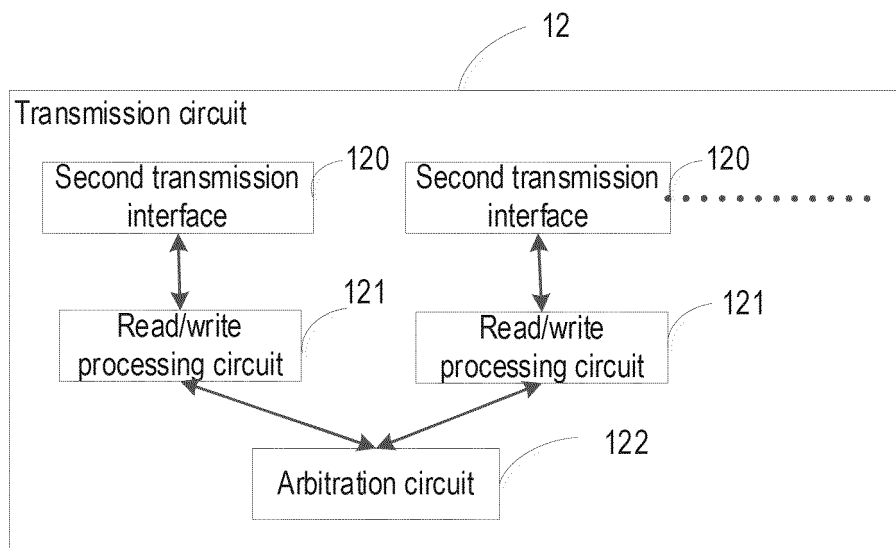 12
Transmission circuit
Second transmission
interface
120
Second transmission
interface
120
Read/write
processing circuit
121
Read/write
processing circuit
121
Arbitration circuit
122